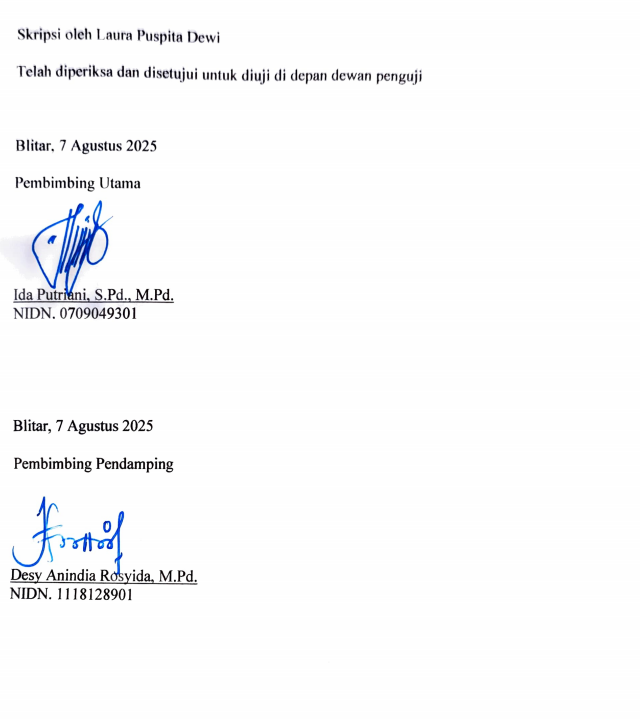 Skripsi oleh Laura Puspita Dewi
Telah diperiksa dan disetujui untuk diuji di depan dewan penguji
Blitar, 7 Agustus 2025
Pembimbing Utama
Ida Putriani, S.Pd., M.Pd.
NIDN. 0709049301
Blitar, 7 Agustus 2025
Pembimbing Pendamping
Desy Anindia Rosyida, M.Pd.
NIDN. 1118128901